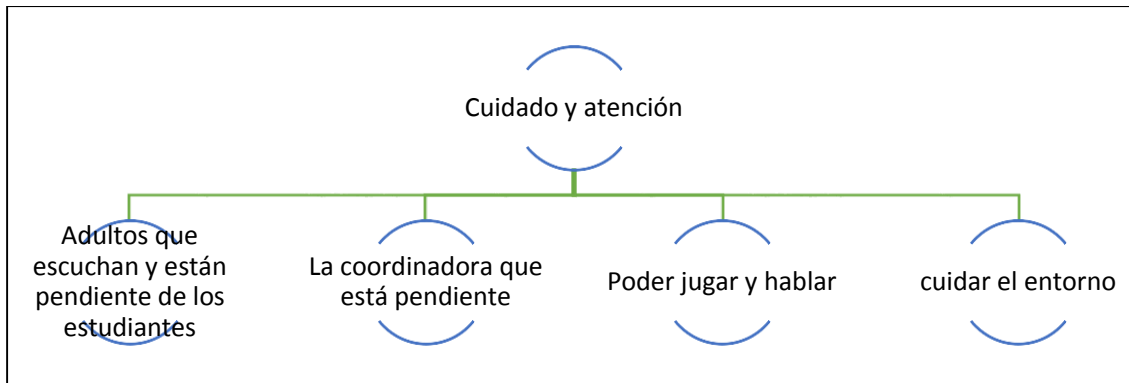 Cuidado y atención
Adultos que
escuchan y están
pendiente de los
estudiantes
La coordinadora que
está pendiente
Poder jugar y hablar
cuidar el entorno